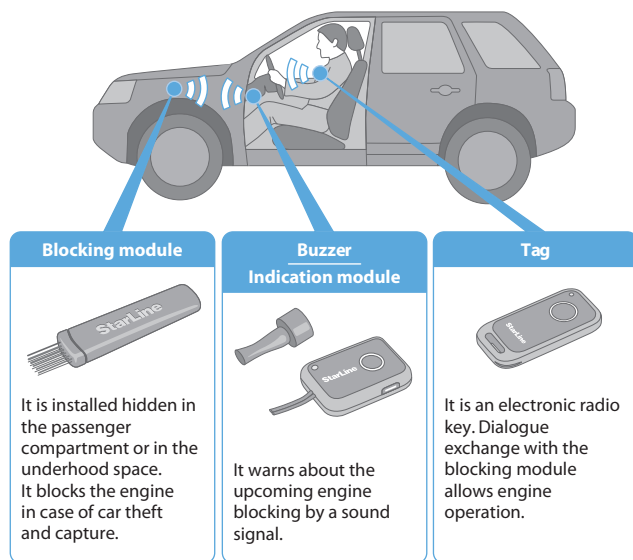 Blocking module
StarLine
It is installed hidden in
the passenger
compartment or in the
underhood space.
It blocks the engine
in case of car theft
and capture.
Buzzer
Indication module
StarLine
It warns about the
upcoming engine
blocking by a sound
signal.
Tag
StarLine
It is an electronic radio
key. Dialogue
exchange with the
blocking module
allows engine
operation.